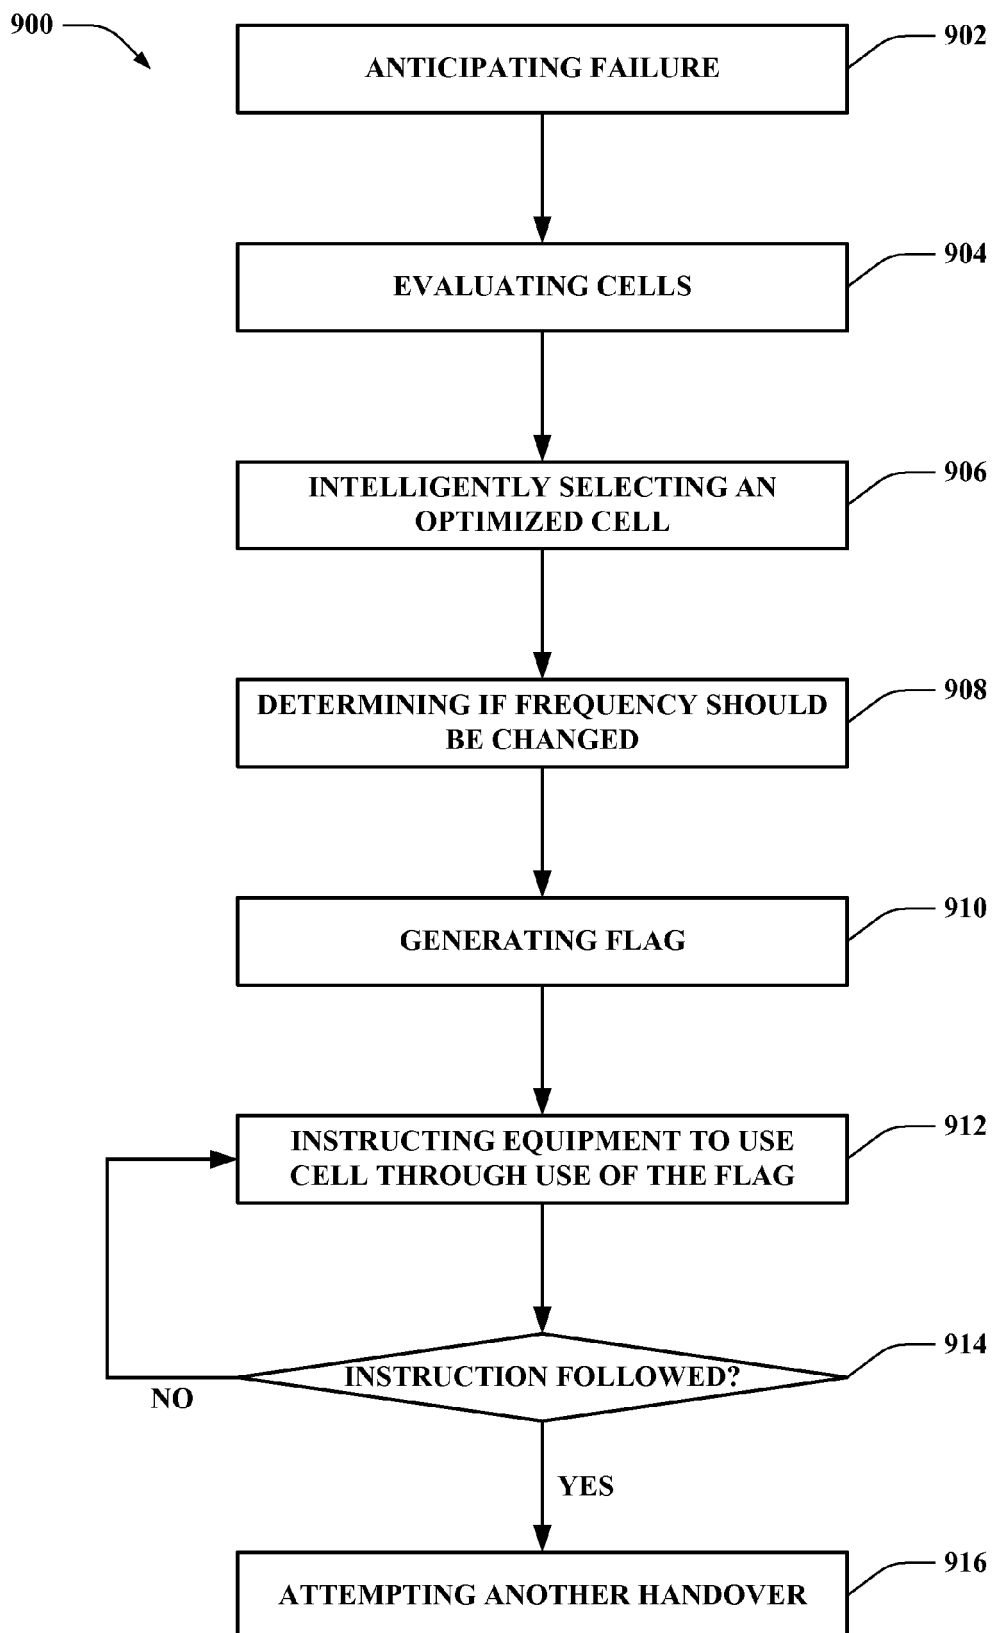 900
902
ANTICIPATING FAILURE
904
EVALUATING CELLS
906
INTELLIGENTLY SELECTING AN
OPTIMIZED CELL
908
DETERMINING IF FREQUENCY SHOULD
BE CHANGED
910
GENERATING FLAG
912
INSTRUCTING EQUIPMENT TO USE
CELL THROUGH USE OF THE FLAG
914
INSTRUCTION FOLLOWED?
NO
YES
916
ATTEMPTING ANOTHER HANDOVER